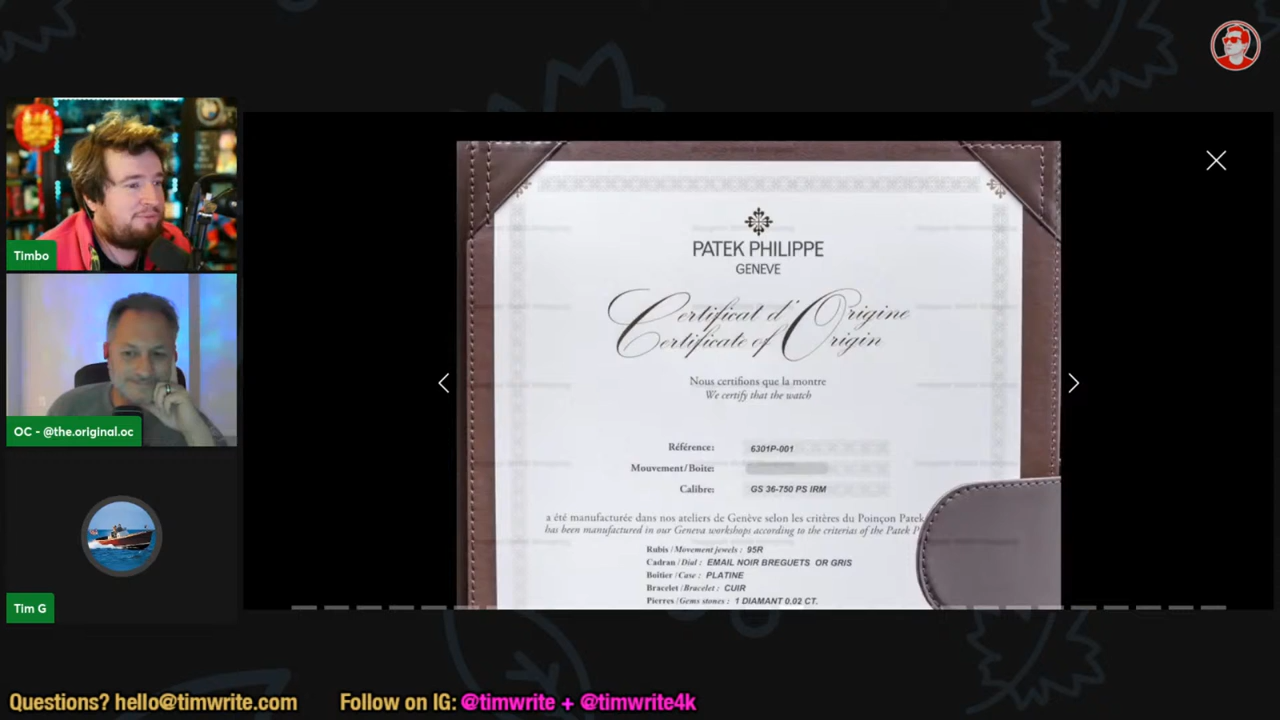 Timbo
OC - @the.original.oc
Tim G
PATEK PHILIPPE
GENEVE
Certificat d'Origine
Certificate of Origin
Nous certifions que la montre
We certify that the watch
Référence: 6301P-001
Mouvement/Boite:
Calibre: GS 36-750 PS IRM
a été manufacturée dans nos ateliers de Genève selon les critères du Poinçon Patek
has been manufactured in our Geneva workshops according to the criterias of the Patek P
Rubis / Movement jewels : 95R
Cadran / Dial : EMAIL NOIR BREGUETS OR GRIS
Boîtier / Case : PLATINE
Bracelet / Bracelet : CUIR
Pierres / Gems stones : 1 DIAMANT 0.02 CT.
Questions? hello@timwrite.com
Follow on IG: @timwrite + @timwrite4k